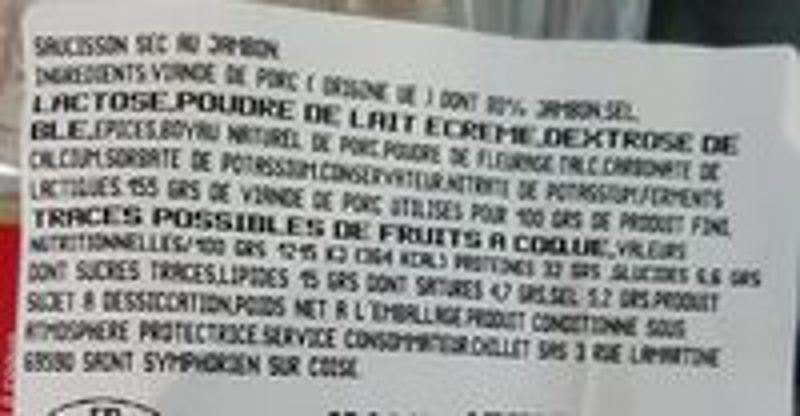 SAUCISSON SEC AU JAMBON.
INGREDIENTS:VIANDE DE PORC ( ORIGINE UE ) DONT 80% JAMBON,SEL,
LACTOSE,POUDRE DE LAIT ECREME,DEXTROSE DE
BLE,EPICES,BOYAU NATUREL DE PORC,POUDRE DE FLEURAGE:TALC,CARBONATE DE
CALCIUM,SORBATE DE POTASSIUM,CONSERVATEUR:NITRATE DE POTASSIUM,FERMENTS
LACTIQUES. 155 GRS DE VIANDE DE PORC UTILISES POUR 100 GRS DE PRODUIT FINI.
TRACES POSSIBLES DE FRUITS A COQUE.VALEURS
NUTRITIONNELLES/100 GRS KJ (364 KCAL) PROTEINES 32 GRS ,GLUCIDES 6,6 GRS
DONT SUCRES TRACES,LIPIDES 15 GRS DONT SATURES 4,7 GRS,SEL 5,2 GRS.PRODUIT
SUJET A DESSICCATION,POIDS NET A L'EMBALLAGE.PRODUIT CONDITIONNE SOUS
ATMOSPHERE PROTECTRICE.SERVICE CONSOMMATEUR:CHILLET SAS 3 RUE LAMARTINE
69590 SAINT SYMPHORIEN SUR COISE
FR